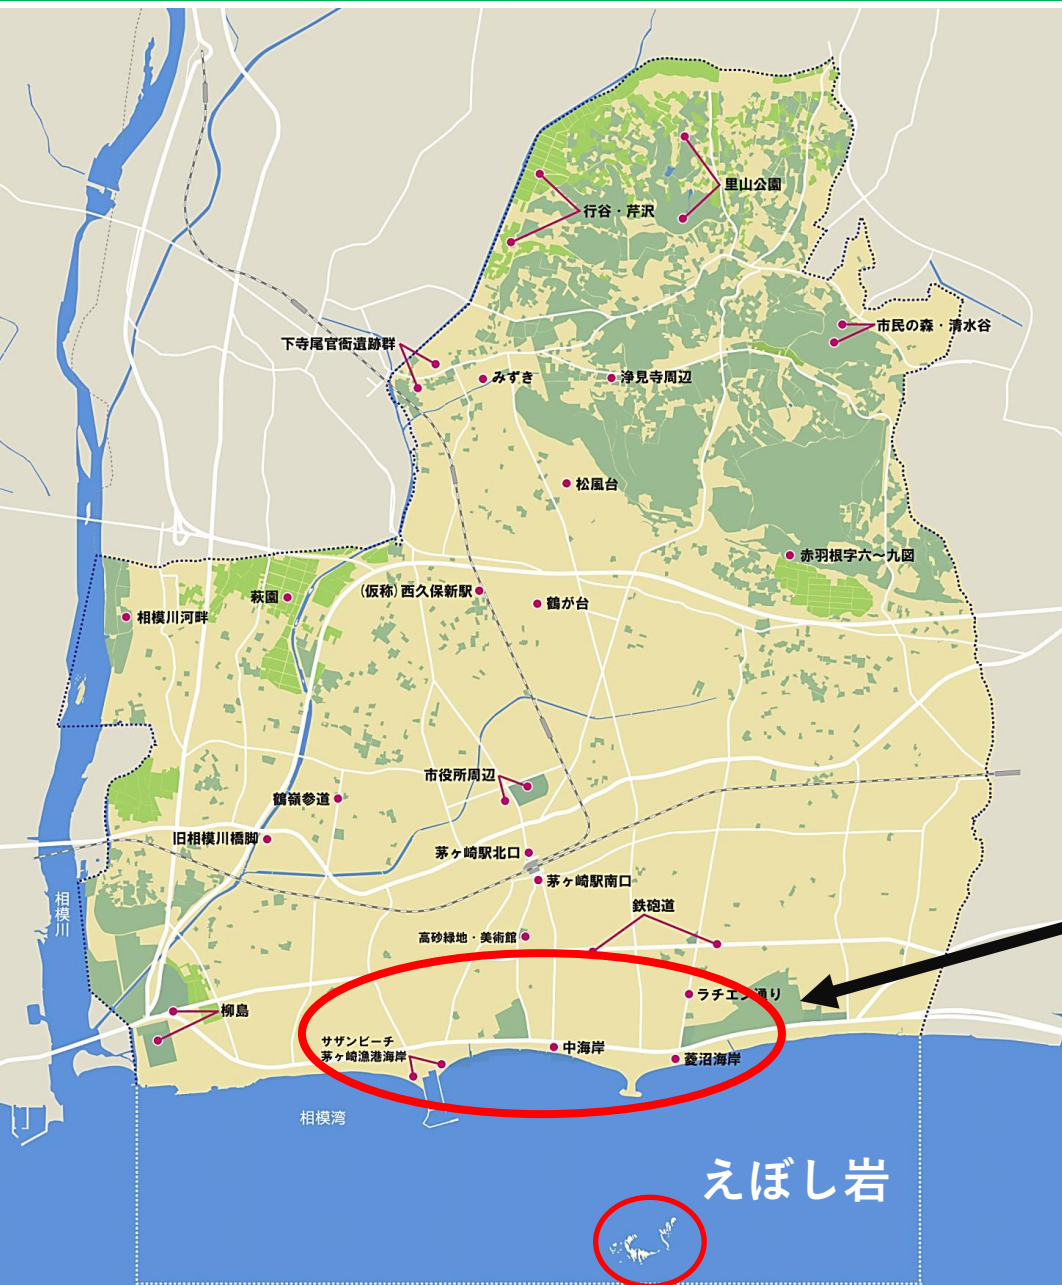 里山公園
行谷・芹沢
市民の森・清水谷
下寺尾官衙遺跡群
みずき
浄見寺周辺
松風台
赤羽根字六～九図
(仮称)西久保新駅
萩園
鶴が台
相模川河畔
市役所周辺
鶴嶺参道
旧相模川橋脚
茅ヶ崎駅北口
茅ヶ崎駅南口
相模川
鉄砲道
高砂緑地・美術館
ラチエン通り
柳島
サザンビーチ
茅ヶ崎漁港海岸
中海岸
菱沼海岸
相模湾
えぼし岩